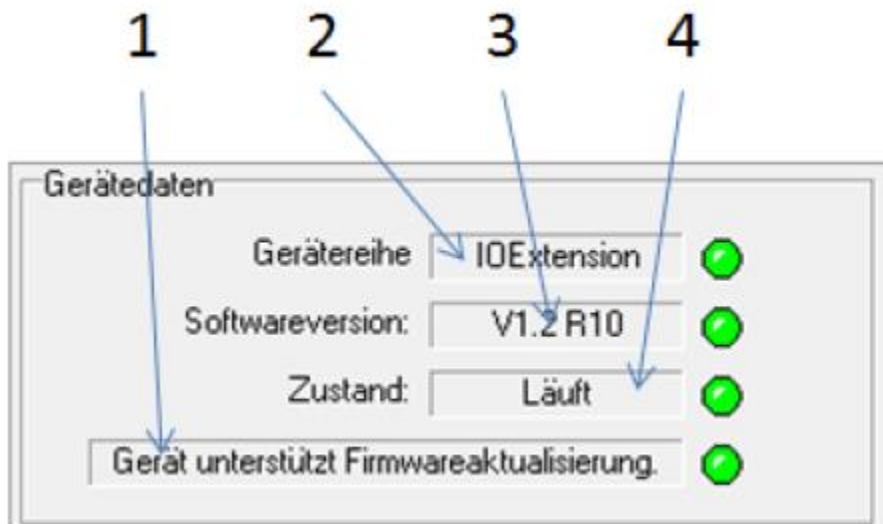 1 2 3 4
Gerätedaten
Gerätereihe IOExtension
Softwareversion: V1.2 R10
Zustand: Läuft
Gerät unterstützt Firmwareaktualisierung.